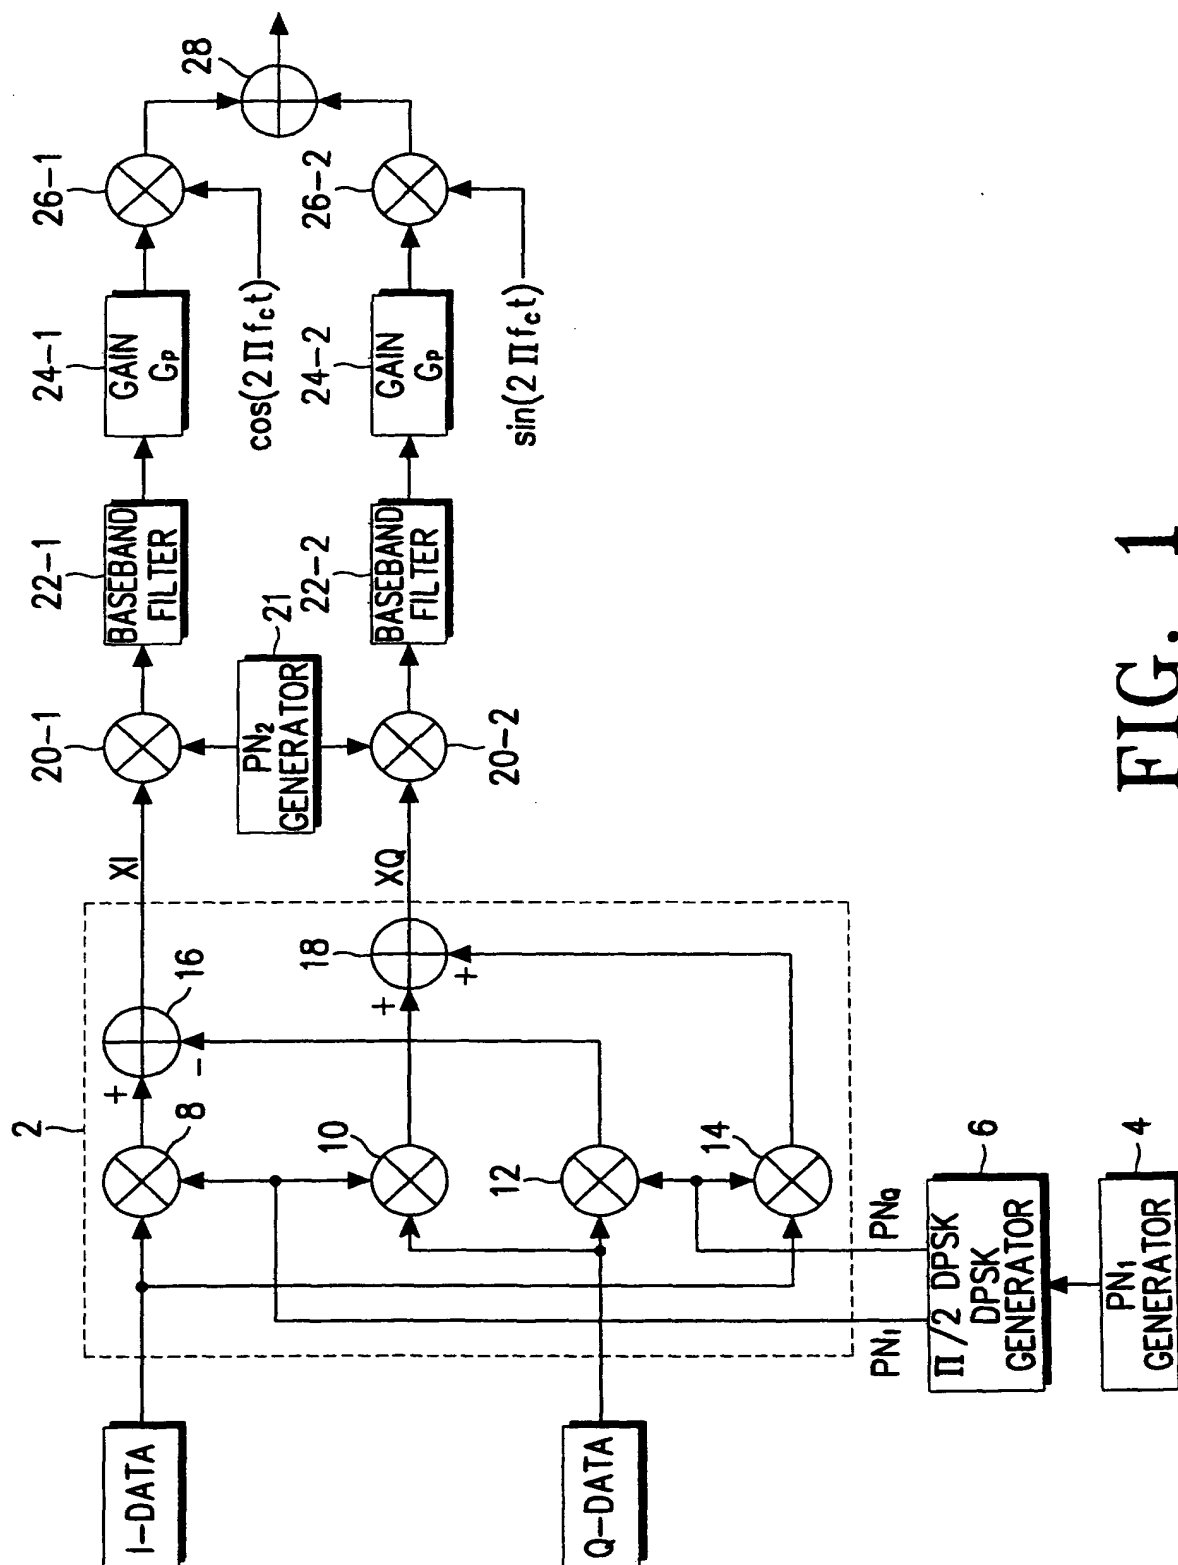 I-DATA
Q-DATA
2
8
+
16
-
10
12
14
+
+
18
XI
XQ
PNI
PNQ
Π/2 DPSK
DPSK
GENERATOR
6
PN1
GENERATOR
4
20-1
PN2
GENERATOR
21
20-2
22-1
BASEBAND
FILTER
22-2
BASEBAND
FILTER
24-1
GAIN
GP
24-2
GAIN
GP
cos(2Πfct)
sin(2Πfct)
26-1
26-2
28
FIG. 1